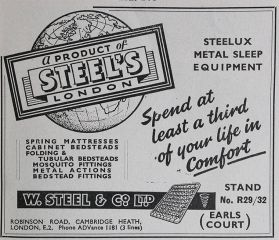 A PRODUCT of
STEEL'S
LONDON
STEELUX
METAL SLEEP
EQUIPMENT
Spend at
least a third
of your life in
Comfort
SPRING MATTRESSES
CABINET BEDSTEADS
FOLDING &
TUBULAR BEDSTEADS
MOSQUITO FITTINGS
METAL ACTIONS
BEDSTEAD FITTINGS
W. STEEL & Co LTD
STAND
No. R29/32
(EARLS
COURT)
ROBINSON ROAD, CAMBRIDGE HEATH,
LONDON, E.2. Phone ADVance 1181 (3 lines)